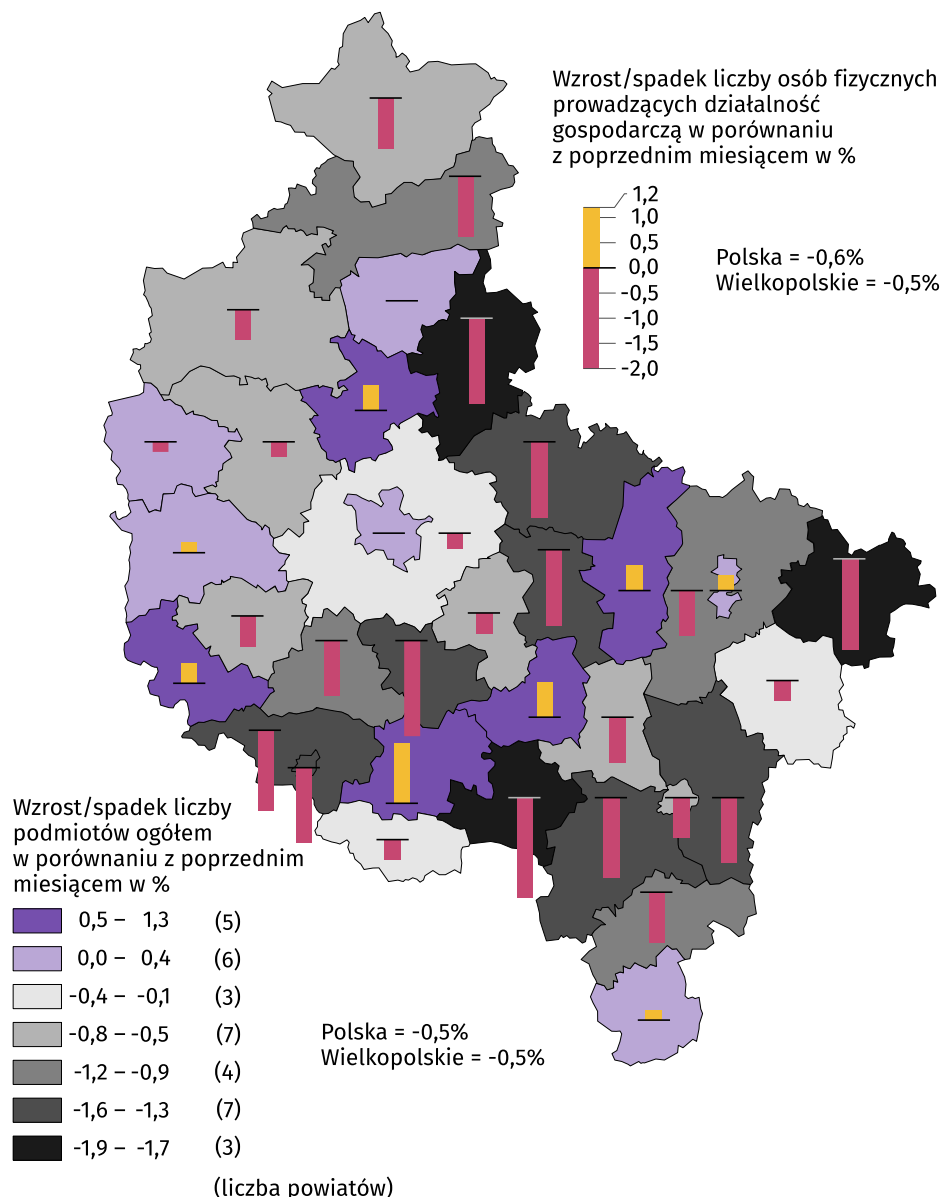 Wzrost/spadek liczby osób fizycznych
prowadzących działalność
gospodarczą w porównaniu
z poprzednim miesiącem w %
1,2
1,0
0,5
0,0
-0,5
-1,0
-1,5
-2,0
Polska = -0,6%
Wielkopolskie = -0,5%
Wzrost/spadek liczby
podmiotów ogółem
w porównaniu z poprzednim
miesiącem w %
0,5 – 1,3 (5)
0,0 – 0,4 (6)
-0,4 – -0,1 (3)
-0,8 – -0,5 (7)
-1,2 – -0,9 (4)
-1,6 – -1,3 (7)
-1,9 – -1,7 (3)
(liczba powiatów)
Polska = -0,5%
Wielkopolskie = -0,5%